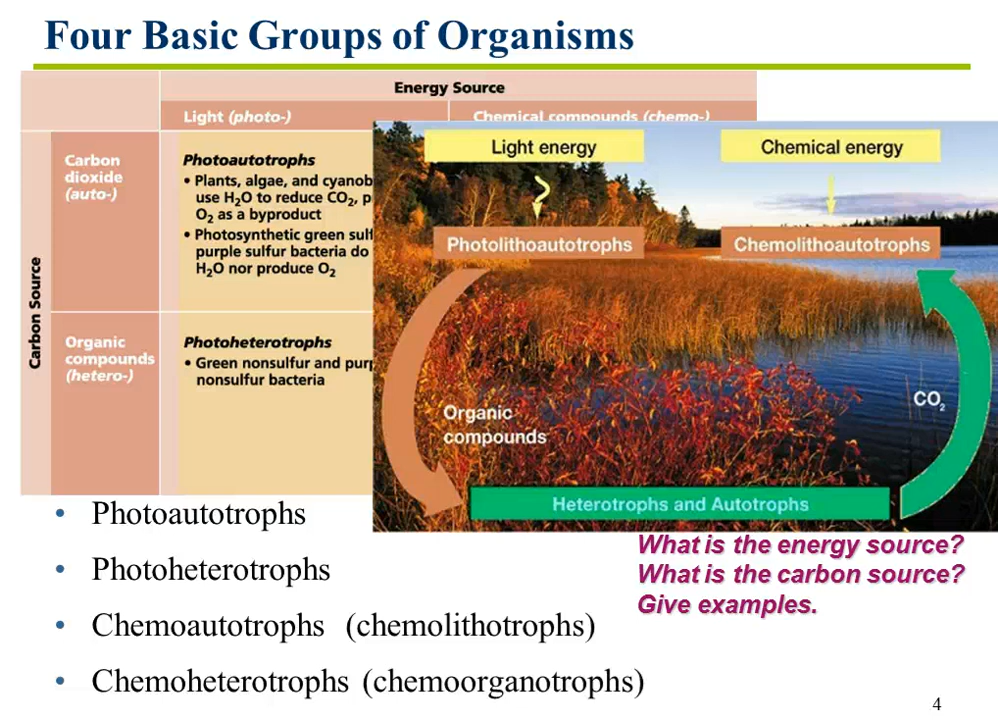 Four Basic Groups of Organisms
Energy Source
Light (photo-)
Chemical compounds (chemo-)
Carbon Source
Carbon
dioxide
(auto-)
Photoautotrophs
• Plants, algae, and cyanob
use H2O to reduce CO2, p
O2 as a byproduct
• Photosynthetic green sulf
purple sulfur bacteria do
H2O nor produce O2
Organic
compounds
(hetero-)
Photoheterotrophs
• Green nonsulfur and purp
nonsulfur bacteria
Light energy
Chemical energy
Photolithoautotrophs
Chemolithoautotrophs
Organic
compounds
CO2
Heterotrophs and Autotrophs
• Photoautotrophs
• Photoheterotrophs
• Chemoautotrophs (chemolithotrophs)
• Chemoheterotrophs (chemoorganotrophs)
What is the energy source?
What is the carbon source?
Give examples.
4